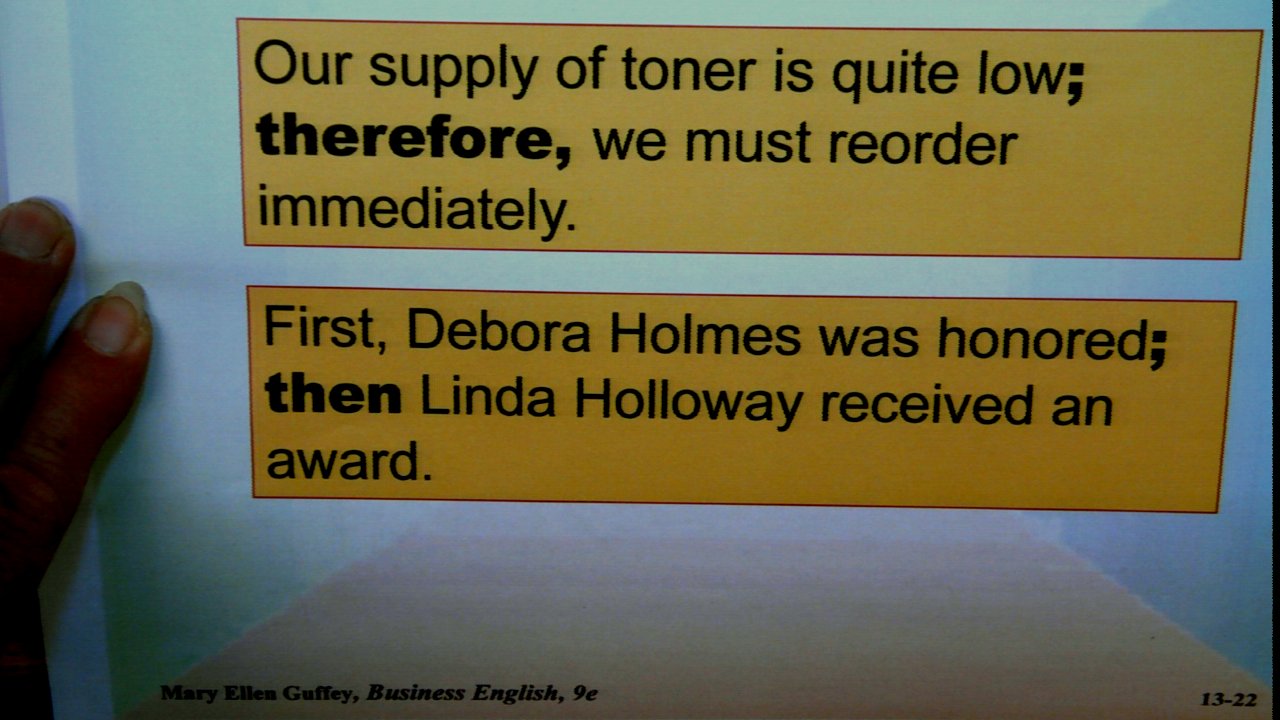 Our supply of toner is quite low;
therefore, we must reorder
immediately.
First, Debora Holmes was honored;
then Linda Holloway received an
award.
Mary Ellen Guffey, Business English, 9e
13-22